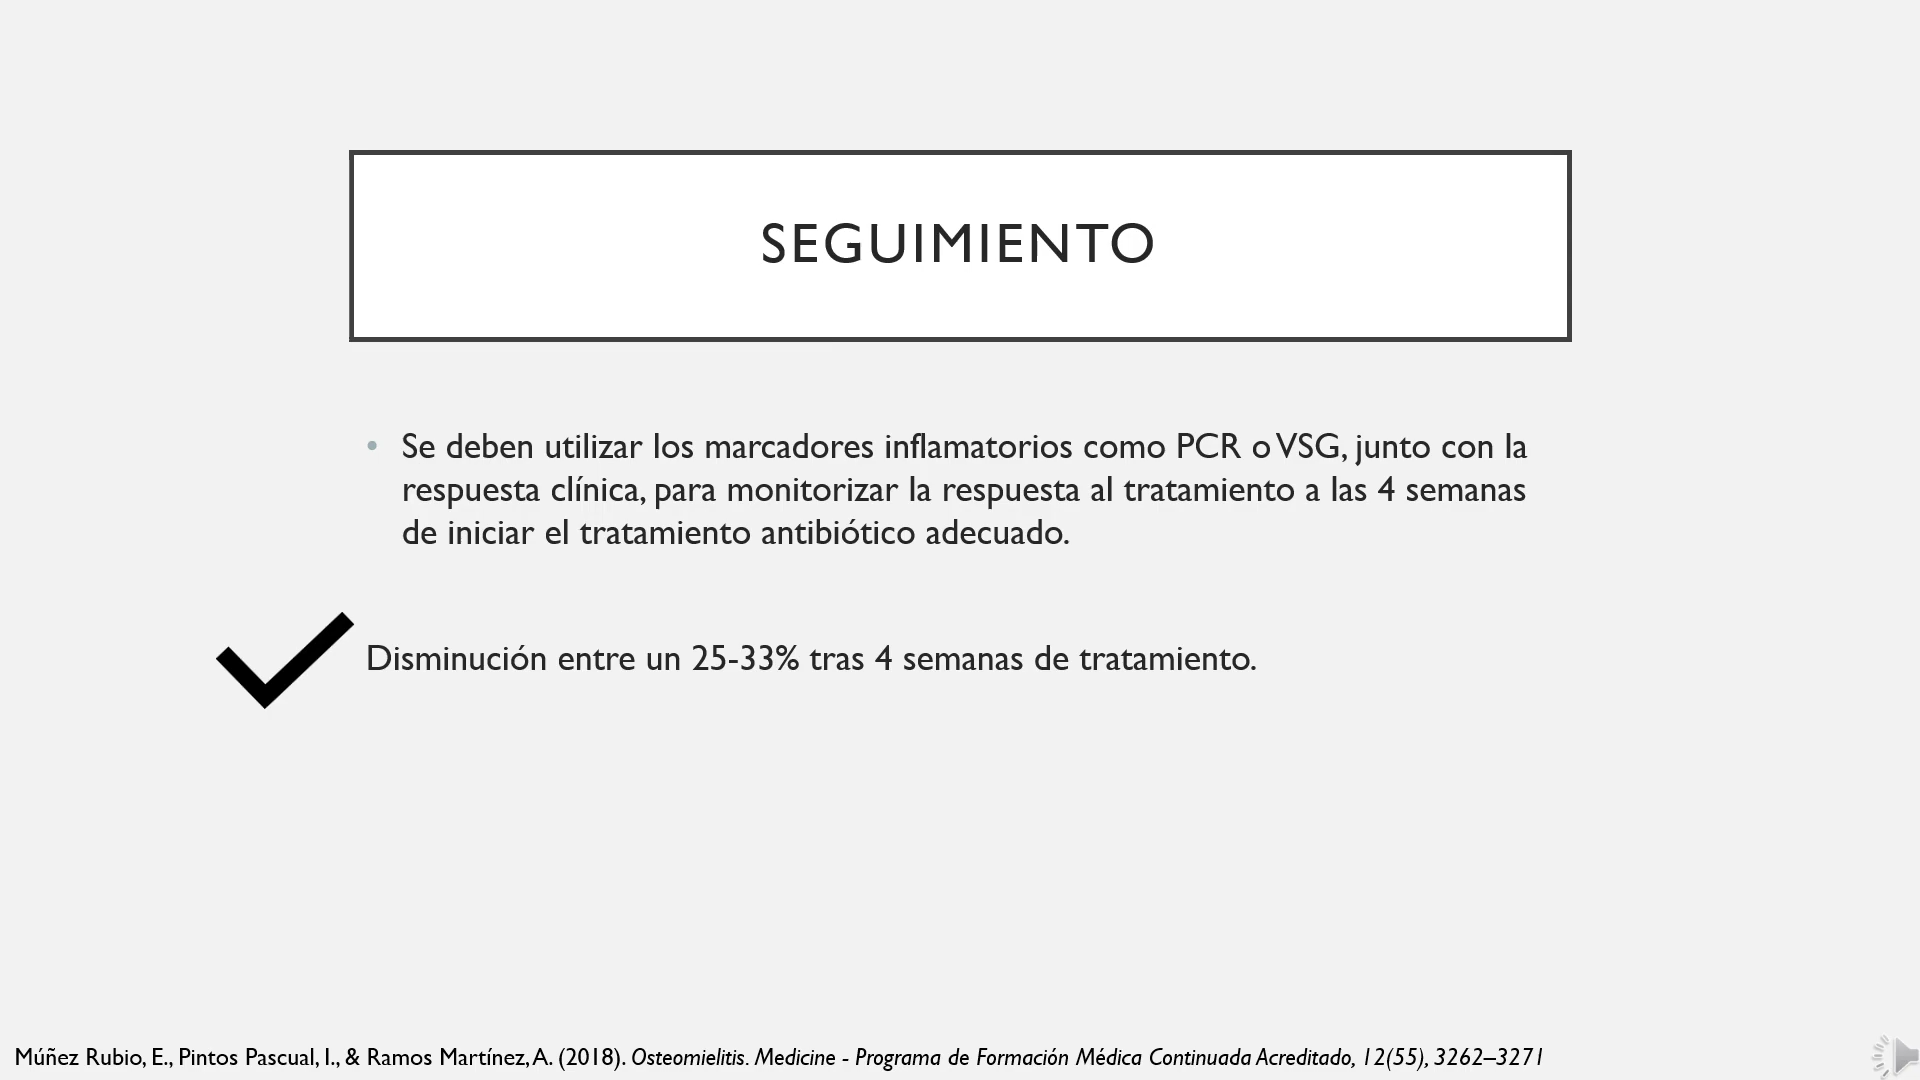 SEGUIMIENTO
• Se deben utilizar los marcadores inflamatorios como PCR o VSG, junto con la
respuesta clínica, para monitorizar la respuesta al tratamiento a las 4 semanas
de iniciar el tratamiento antibiótico adecuado.
Disminución entre un 25-33% tras 4 semanas de tratamiento.
Múñez Rubio, E., Pintos Pascual, I., & Ramos Martínez, A. (2018). Osteomielitis. Medicine - Programa de Formación Médica Continuada Acreditado, 12(55), 3262–3271